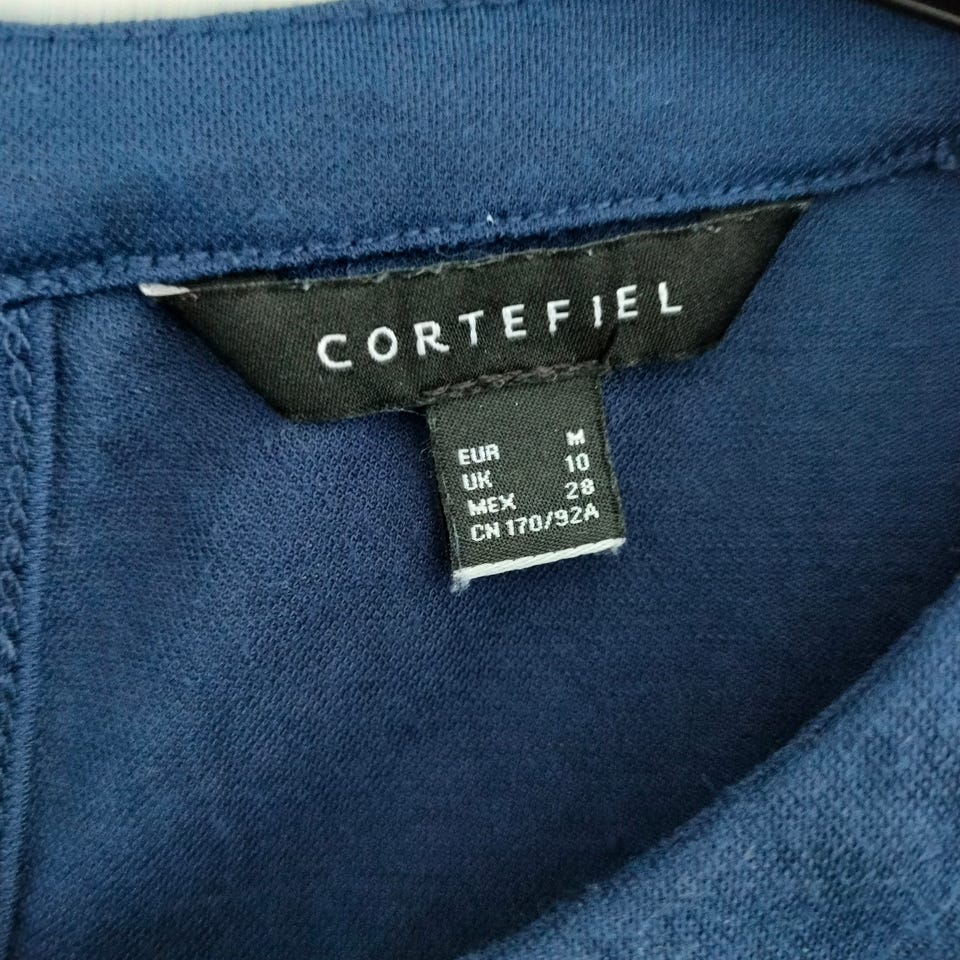 CORTEFIEL
EUR M
UK 10
MEX 28
CN 170/92A